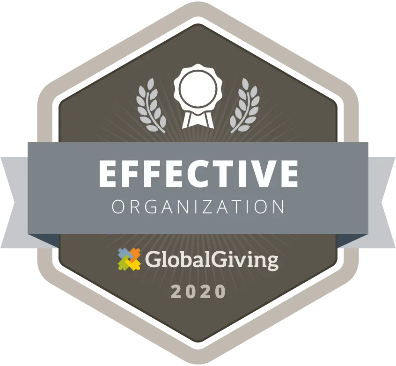 EFFECTIVE
ORGANIZATION
GlobalGiving
2020